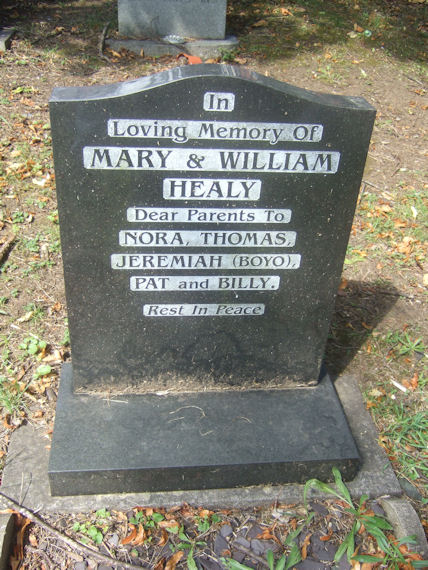 In
Loving Memory Of
MARY & WILLIAM
HEALY
Dear Parents To
NORA, THOMAS,
JEREMIAH (BOYO),
PAT and BILLY.
Rest In Peace